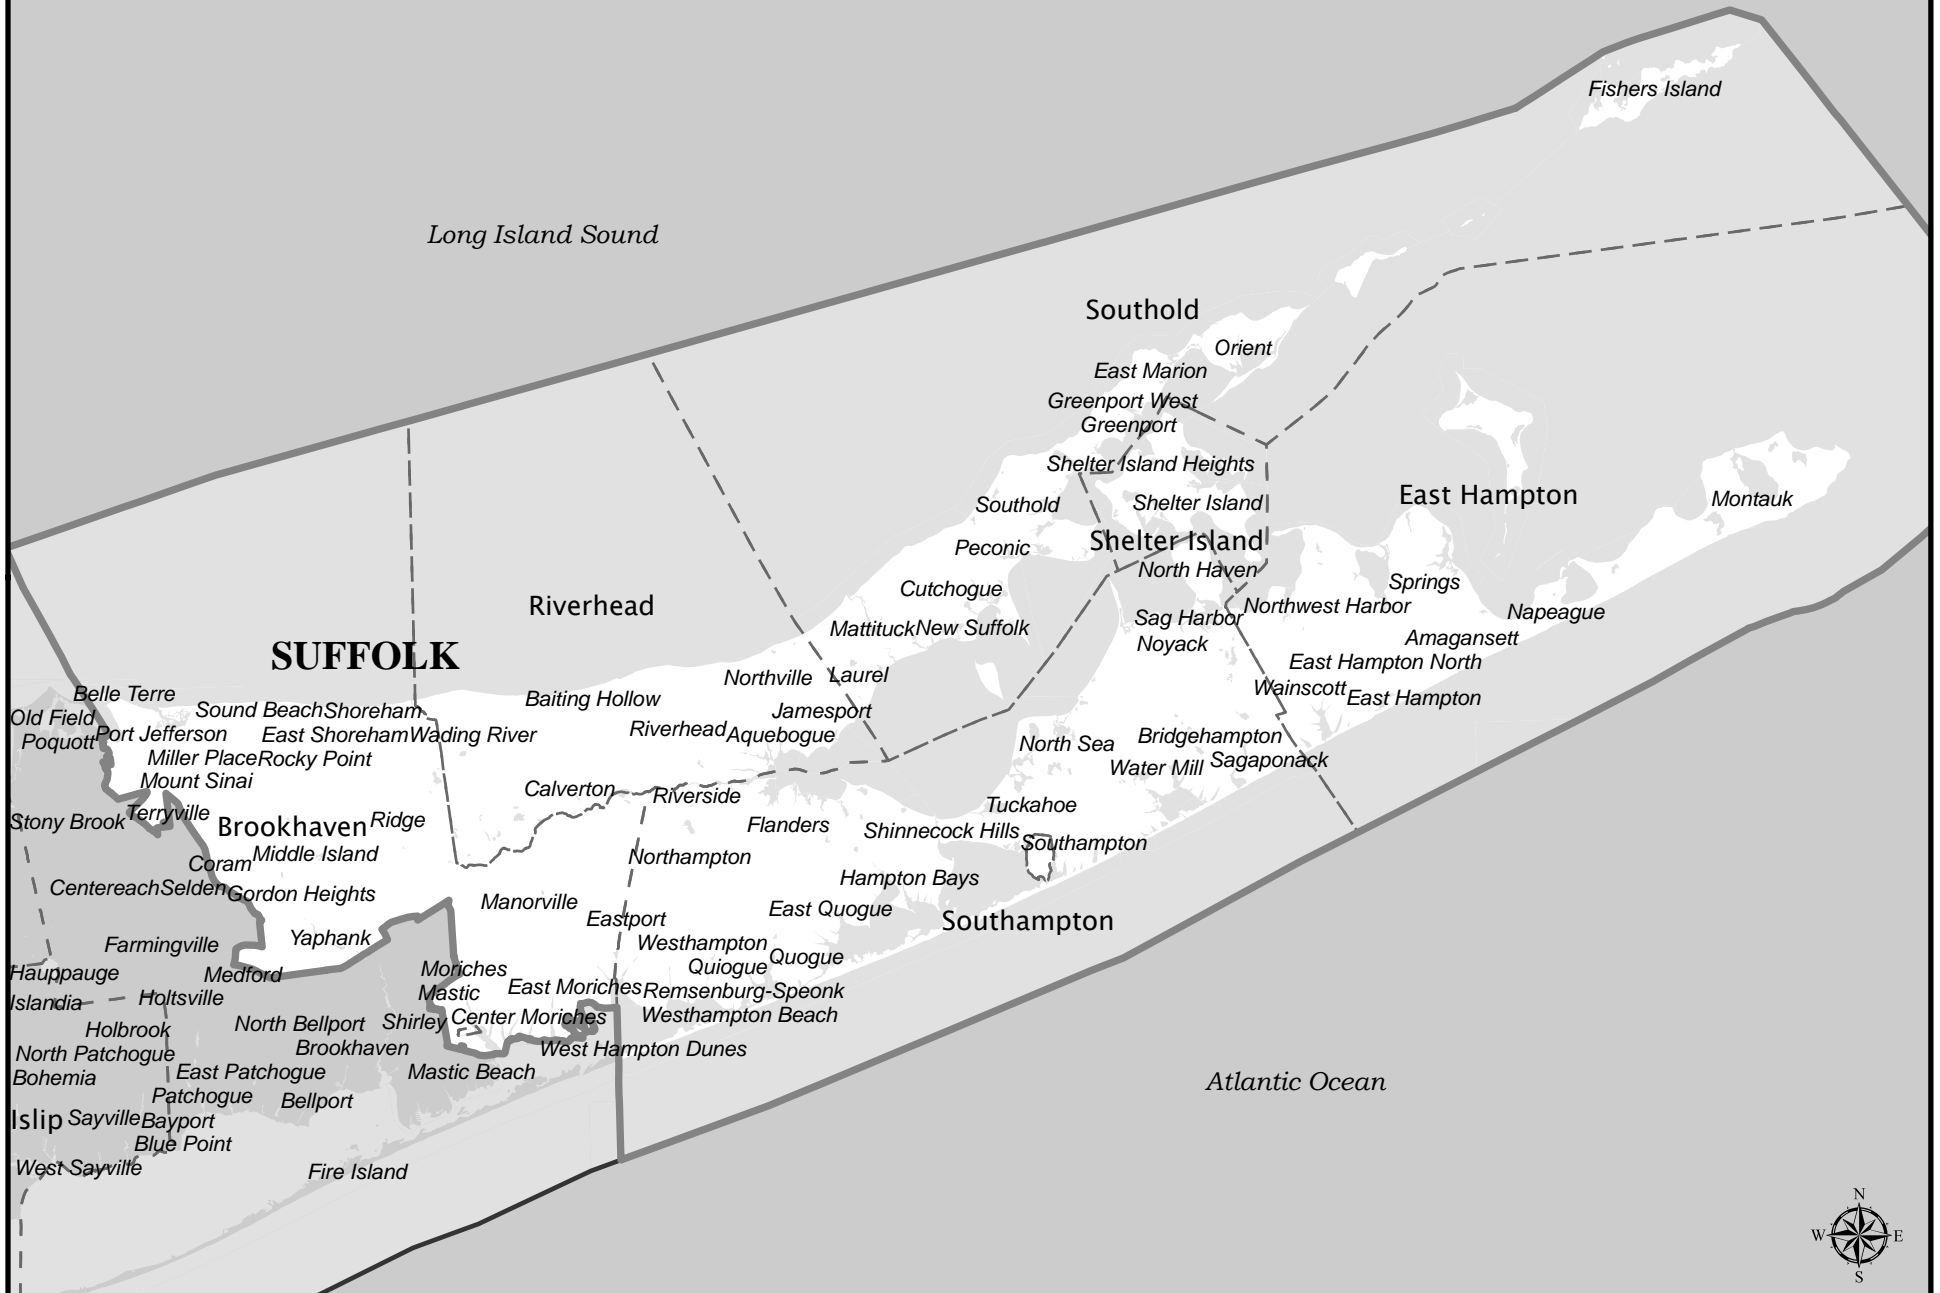 Fishers Island
Long Island Sound
Southold
Orient
East Marion
Greenport West
Greenport
Shelter Island Heights
East Hampton
Montauk
Southold
Shelter Island
Peconic
Shelter Island
North Haven
Springs
Cutchogue
Riverhead
Northwest Harbor
Napeague
Sag Harbor
Mattituck
New Suffolk
Amagansett
Noyack
SUFFOLK
East Hampton North
Northville
Laurel
Wainscott
East Hampton
Belle Terre
Baiting Hollow
Sound Beach
Shoreham
Jamesport
Old Field
Port Jefferson
East Shoreham
Wading River
Riverhead
Aquebogue
Poquott
North Sea
Bridgehampton
Miller Place
Rocky Point
Water Mill
Sagaponack
Mount Sinai
Calverton
Riverside
Tuckahoe
Stony Brook
Terryville
Brookhaven
Ridge
Flanders
Shinnecock Hills
Southampton
Coram
Middle Island
Northampton
Centereach
Selden
Gordon Heights
Hampton Bays
Manorville
Eastport
East Quogue
Southampton
Yaphank
Farmingville
Westhampton
Quogue
Hauppauge
Medford
Moriches
Quiogue
Islandia
Holtsville
Mastic
East Moriches
Remsenburg-Speonk
Holbrook
North Bellport
Shirley
Center Moriches
Westhampton Beach
North Patchogue
Brookhaven
West Hampton Dunes
Bohemia
East Patchogue
Mastic Beach
Atlantic Ocean
Patchogue
Bellport
Islip
Sayville
Bayport
Blue Point
West Sayville
Fire Island
N
W
E
S